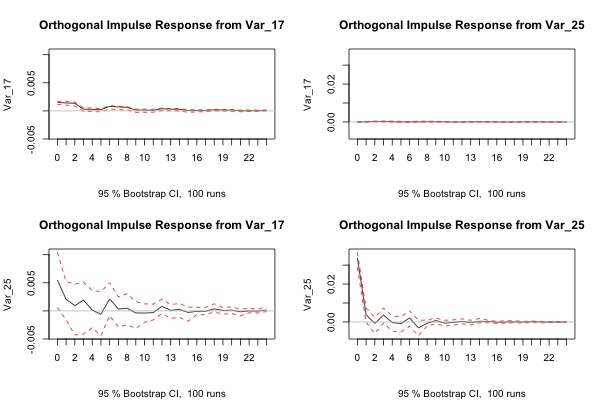 Orthogonal Impulse Response from Var_17
Var_17
0.005
-0.005
0 2 4 6 8 10 13 16 19 22
95 % Bootstrap CI, 100 runs
Orthogonal Impulse Response from Var_25
Var_17
0.02
0.00
0 2 4 6 8 10 13 16 19 22
95 % Bootstrap CI, 100 runs
Orthogonal Impulse Response from Var_17
Var_25
0.005
-0.005
0 2 4 6 8 10 13 16 19 22
95 % Bootstrap CI, 100 runs
Orthogonal Impulse Response from Var_25
Var_25
0.02
0.00
0 2 4 6 8 10 13 16 19 22
95 % Bootstrap CI, 100 runs